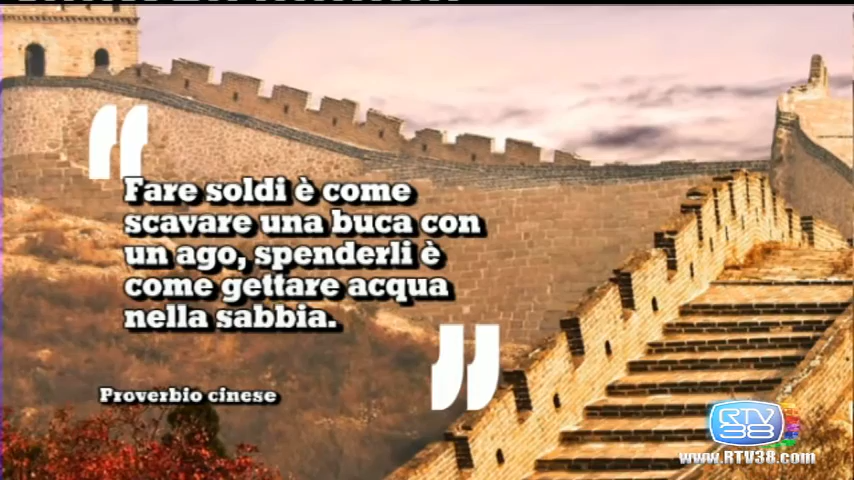 Fare soldi è come
scavare una buca con
un ago, spenderli è
come gettare acqua
nella sabbia.
Proverbio cinese
RTV
38
www.RTV38.com